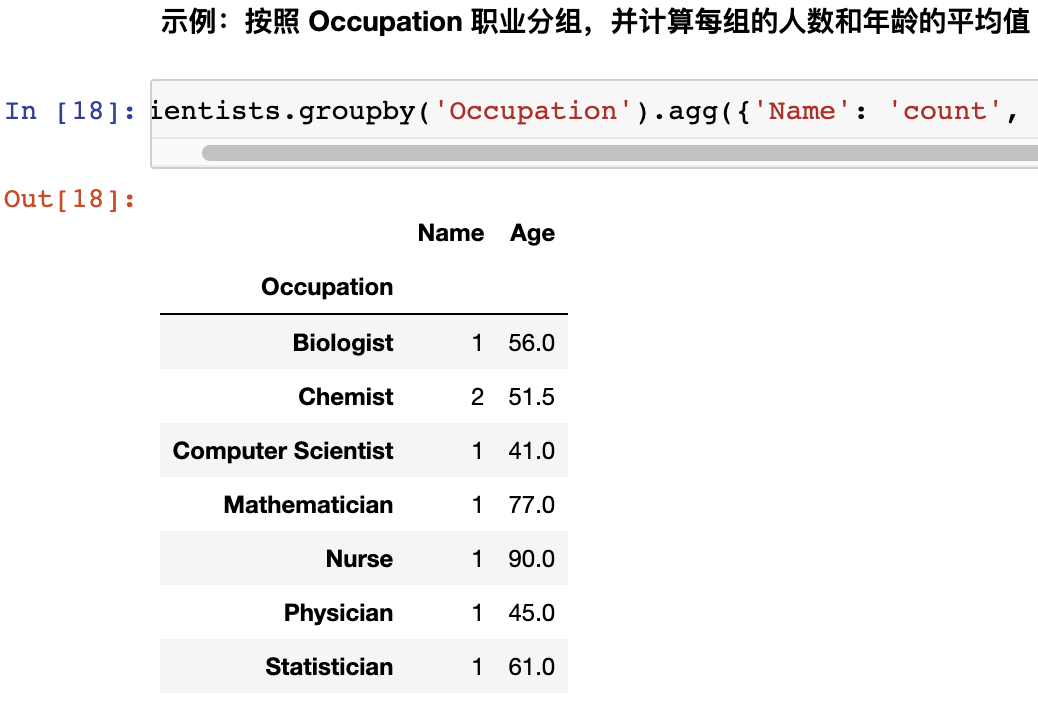 示例：按照 Occupation 职业分组，并计算每组的人数和年龄的平均值
In [18]: ientists.groupby('Occupation').agg({'Name': 'count',
Out[18]:
Name Age
Occupation
Biologist 1 56.0
Chemist 2 51.5
Computer Scientist 1 41.0
Mathematician 1 77.0
Nurse 1 90.0
Physician 1 45.0
Statistician 1 61.0